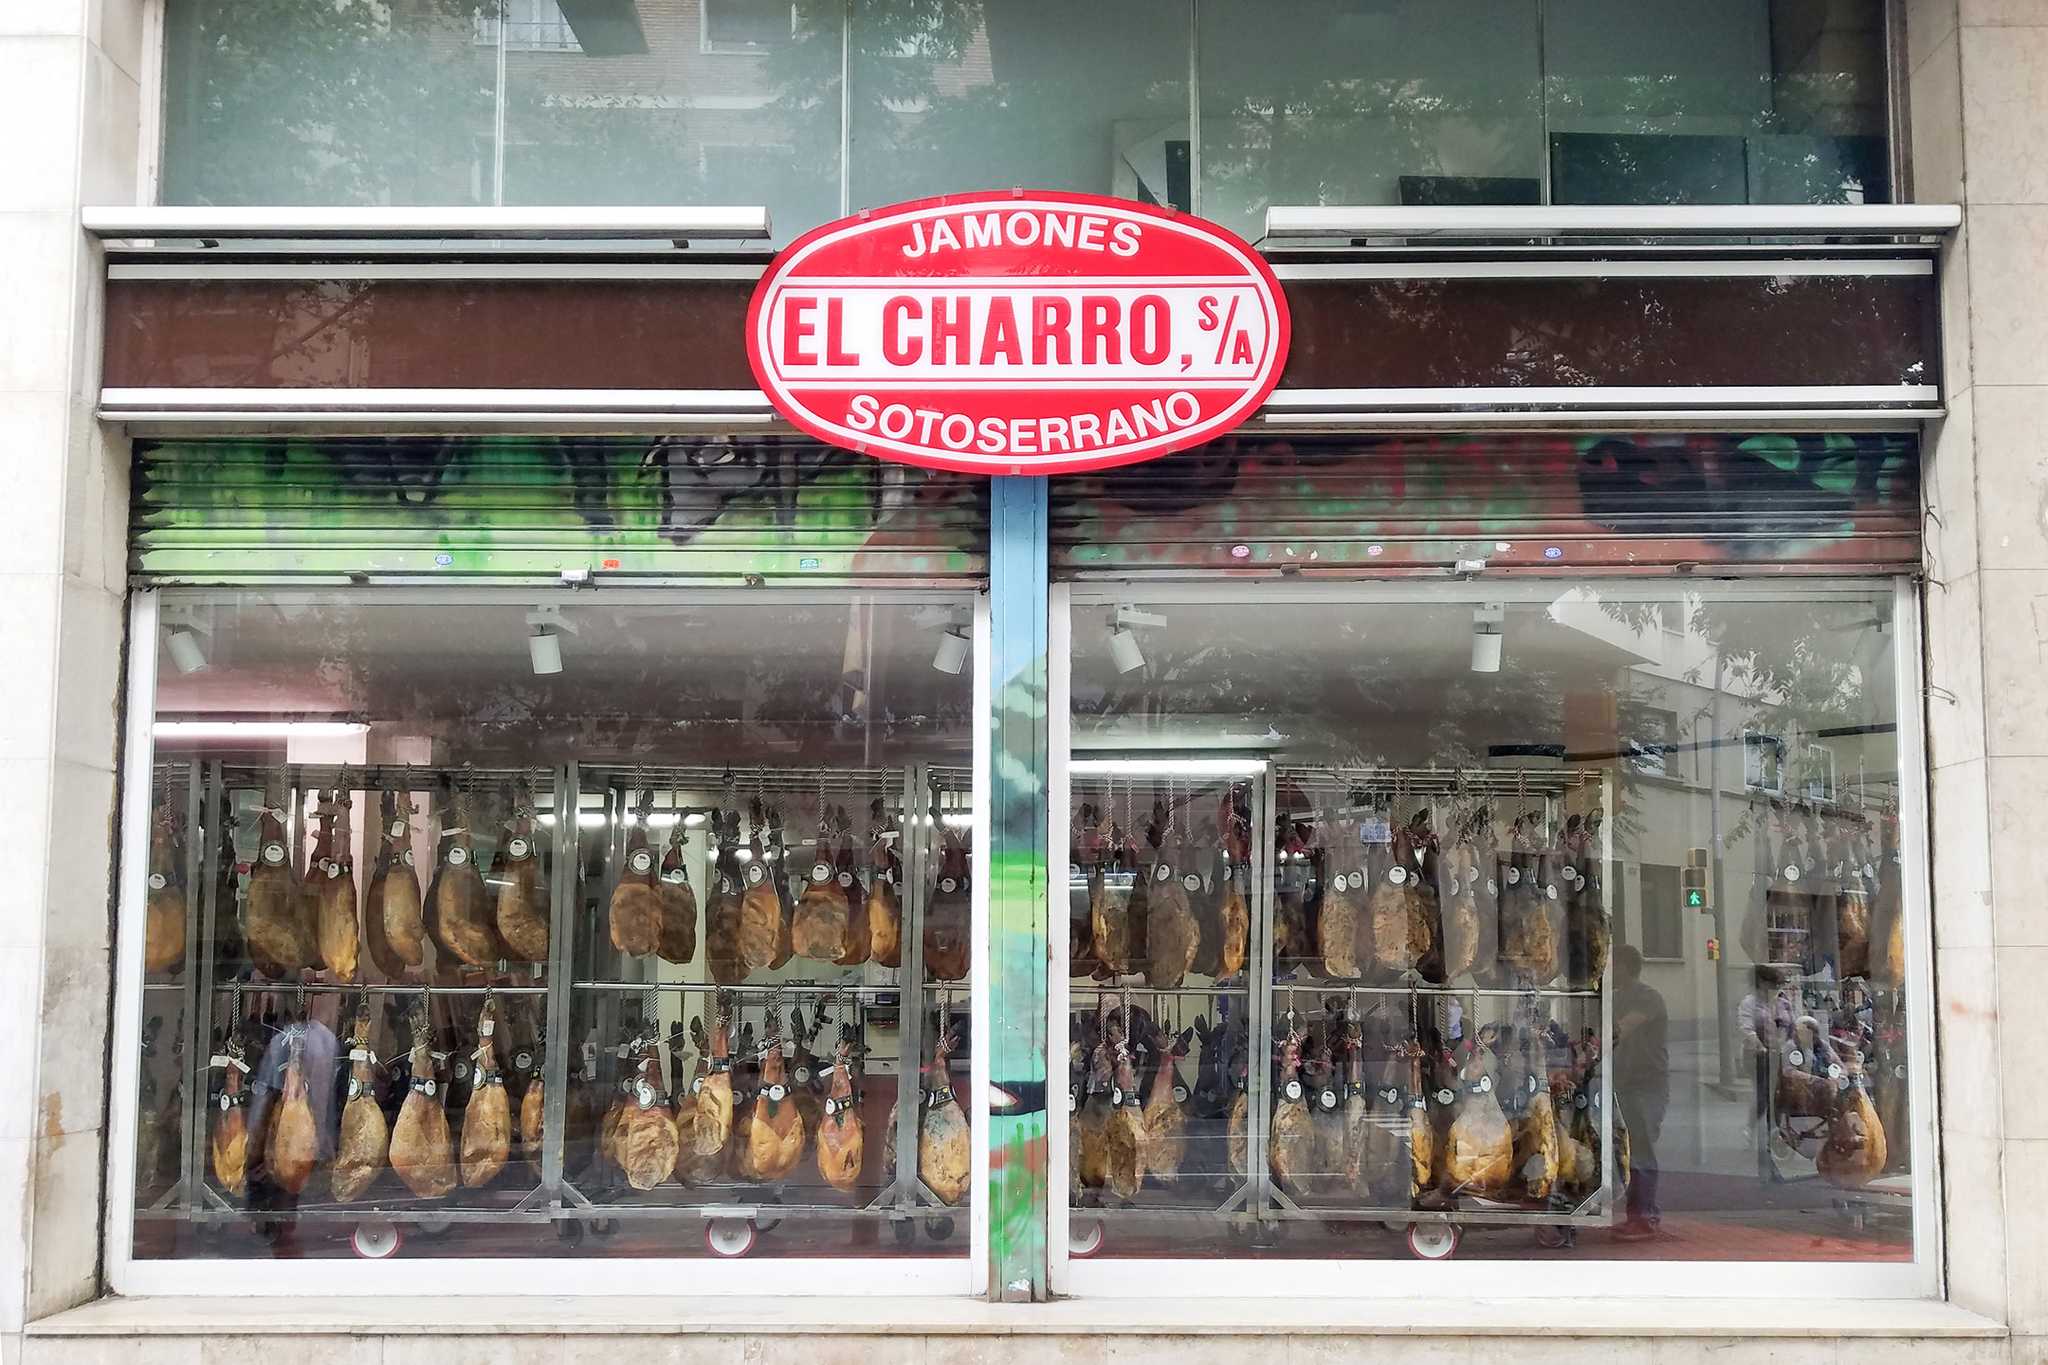 JAMONES
EL CHARRO, S/A
SOTOSERRANO